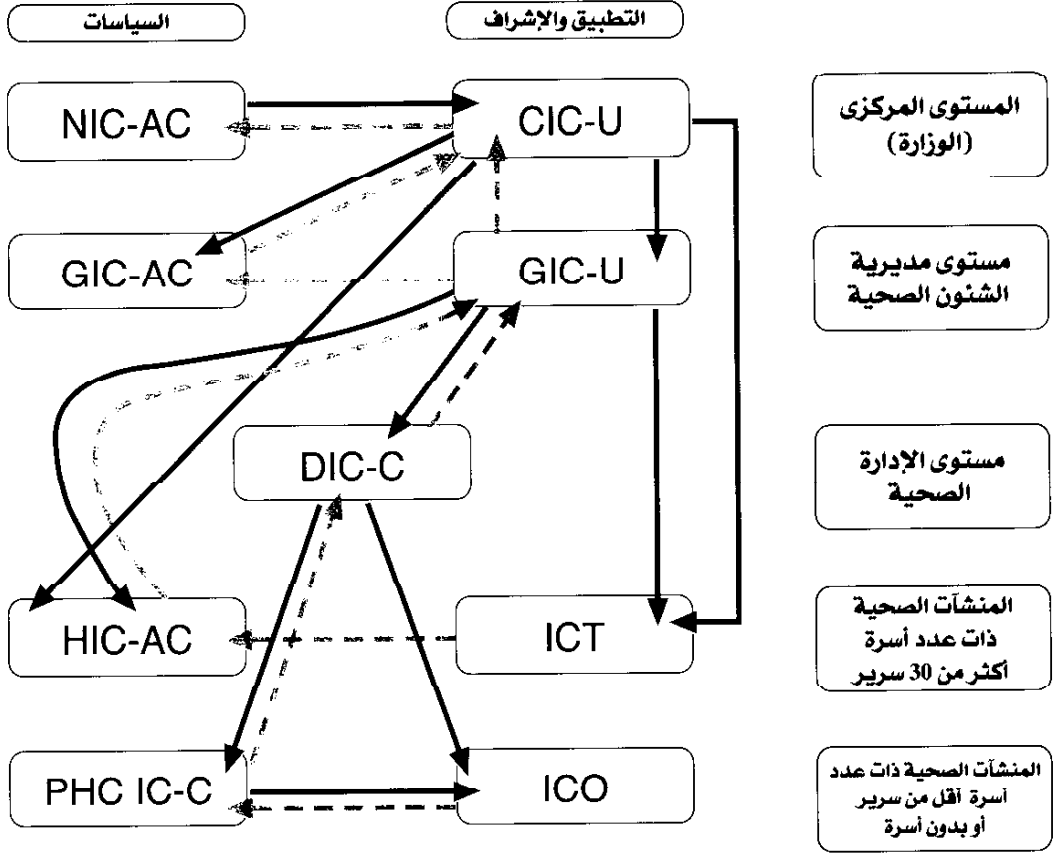 السياسات
التطبيق والإشراف
NIC-AC
CIC-U
المستوى المركزى
(الوزارة)
GIC-AC
GIC-U
مستوى مديرية
الشئون الصحية
DIC-C
مستوى الإدارة
الصحية
HIC-AC
ICT
المنشآت الصحية
ذات عدد أسرة
أكثر من 30 سرير
PHC IC-C
ICO
المنشآت الصحية ذات عدد
أسرة أقل من سرير
أو بدون أسرة